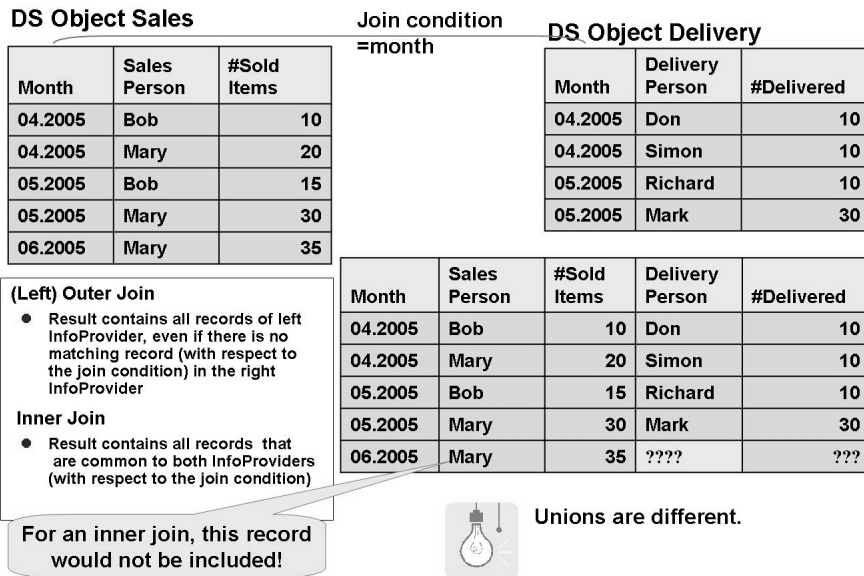 DS Object Sales
Join condition
=month
DS Object Delivery
Month Sales Person #Sold Items
04.2005 Bob 10
04.2005 Mary 20
05.2005 Bob 15
05.2005 Mary 30
06.2005 Mary 35
Month Delivery Person #Delivered
04.2005 Don 10
04.2005 Simon 10
05.2005 Richard 10
05.2005 Mark 30
(Left) Outer Join
● Result contains all records of left
InfoProvider, even if there is no
matching record (with respect to
the join condition) in the right
InfoProvider
Inner Join
● Result contains all records that
are common to both InfoProviders
(with respect to the join condition)
Month Sales Person #Sold Items Delivery Person #Delivered
04.2005 Bob 10 Don 10
04.2005 Mary 20 Simon 10
05.2005 Bob 15 Richard 10
05.2005 Mary 30 Mark 30
06.2005 Mary 35 ???? ???
For an inner join, this record
would not be included!
Unions are different.